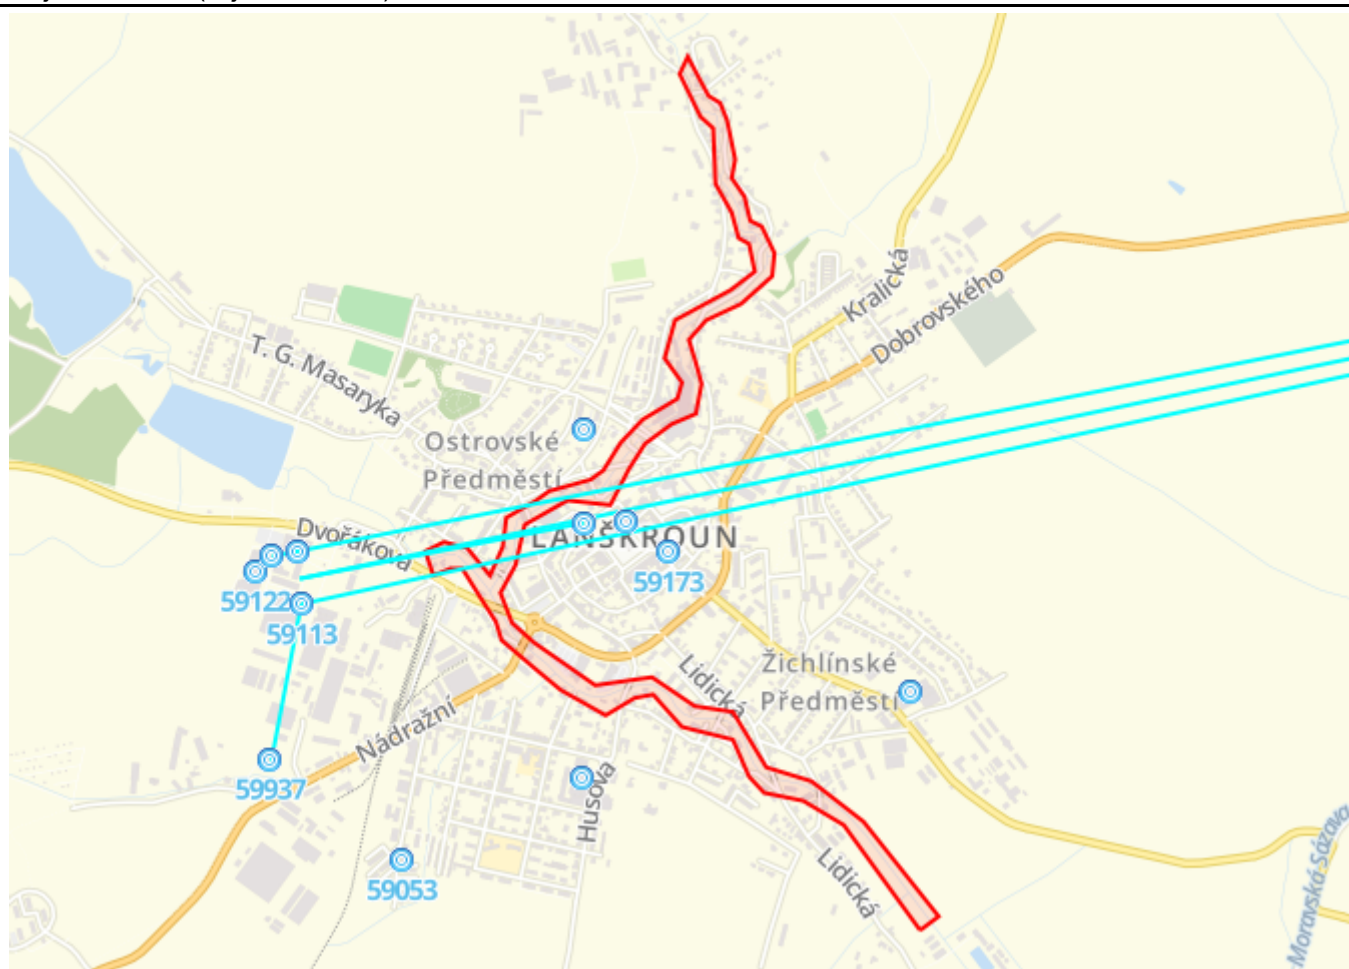 Kralická
Dobrovského
T. G. Masaryka
Ostrovské
Předměstí
Dvořákova
LANŠKROUN
59122
59173
59113
Žichlínské
Předměstí
Lidická
Nádražní
59937
Husova
59053
Lidická
Moravská Sázava